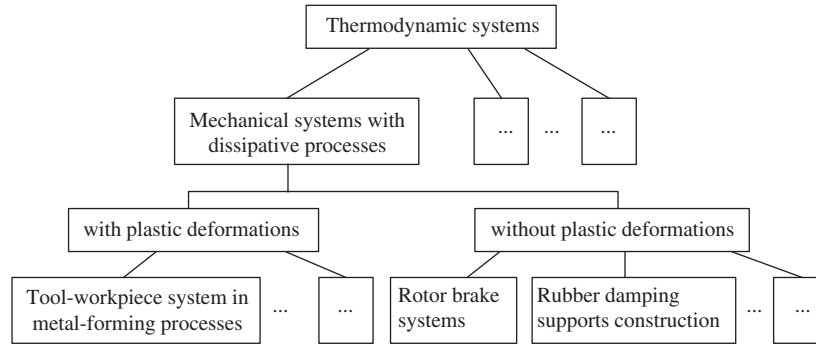 Thermodynamic systems
Mechanical systems with
dissipative processes
... ... ...
with plastic deformations
without plastic deformations
Tool-workpiece system in
metal-forming processes
... ...
Rotor brake
systems
Rubber damping
supports construction
... ...